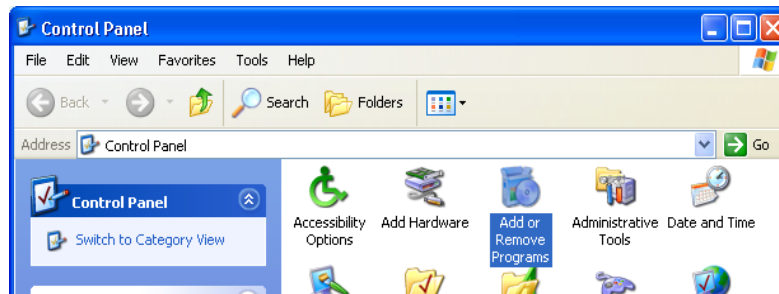 Control Panel
File Edit View Favorites Tools Help
Back Search Folders
Address Control Panel Go
Control Panel
Switch to Category View
Accessibility Options
Add Hardware
Add or Remove Programs
Administrative Tools
Date and Time